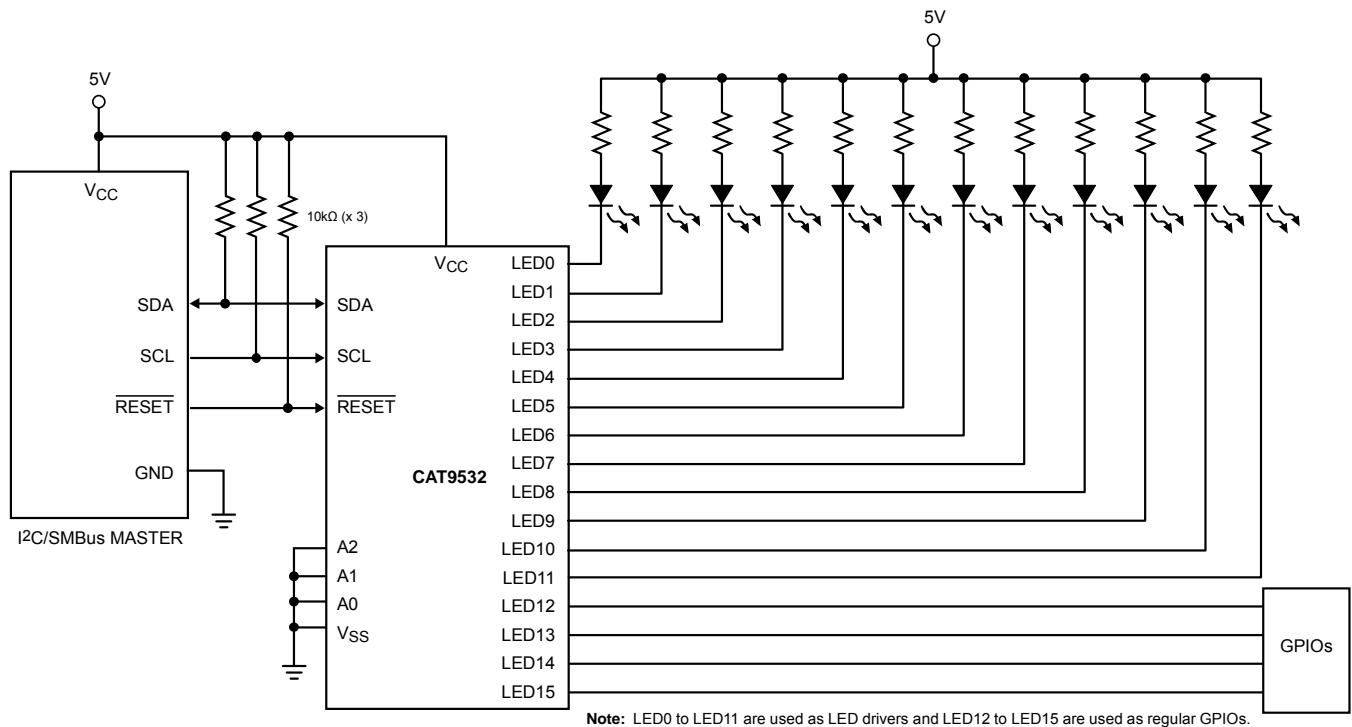 5V
5V
VCC
10kΩ (x 3)
SDA
SCL
RESET
GND
I2C/SMBus MASTER
VCC
SDA
SCL
RESET
CAT9532
A2
A1
A0
VSS
LED0
LED1
LED2
LED3
LED4
LED5
LED6
LED7
LED8
LED9
LED10
LED11
LED12
LED13
LED14
LED15
GPIOs
Note: LED0 to LED11 are used as LED drivers and LED12 to LED15 are used as regular GPIOs.